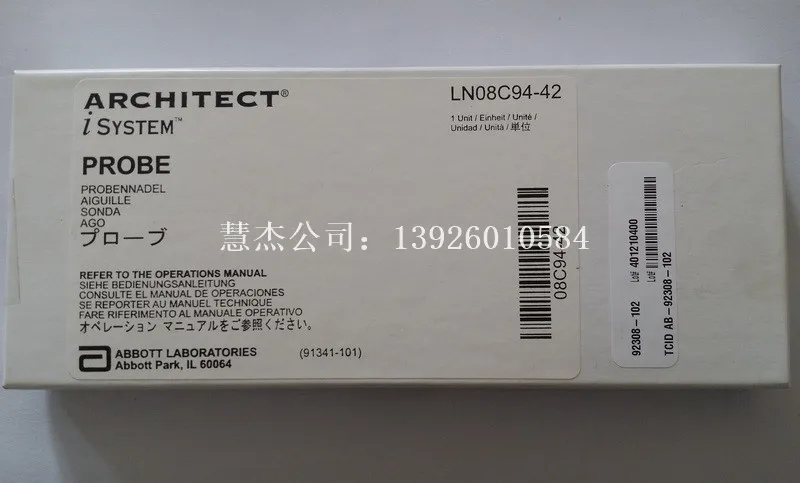 ARCHITECT®
i SYSTEM™
PROBE
PROBENNADEL
AIGUILLE
SONDA
AGO
プローブ
REFER TO THE OPERATIONS MANUAL
SIEHE BEDIENUNGSANLEITUNG
CONSULTE EL MANUAL DE OPERACIONES
SE REPORTER AU MANUEL TECHNIQUE
FARE RIFERIMENTO AL MANUALE OPERATIVO
オペレーション マニュアルをご参照ください。
ABBOTT LABORATORIES
Abbott Park, IL 60064
(91341-101)
LN08C94-42
1 Unit / Einheit / Unité /
Unidad / Unità / 単位
慧杰公司：13926010584
08C94-
92308-102
Lot# 401210400
Lot#
TCID AB-92308-102